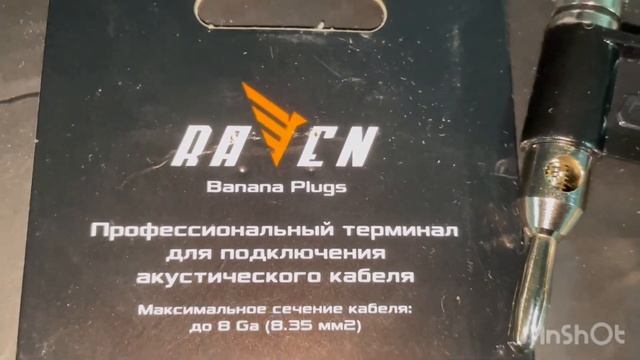 RAVEN
Banana Plugs
Профессиональный терминал
для подключения
акустического кабеля
Максимальное сечение кабеля:
до 8 Ga (8.35 мм2)
InShOt